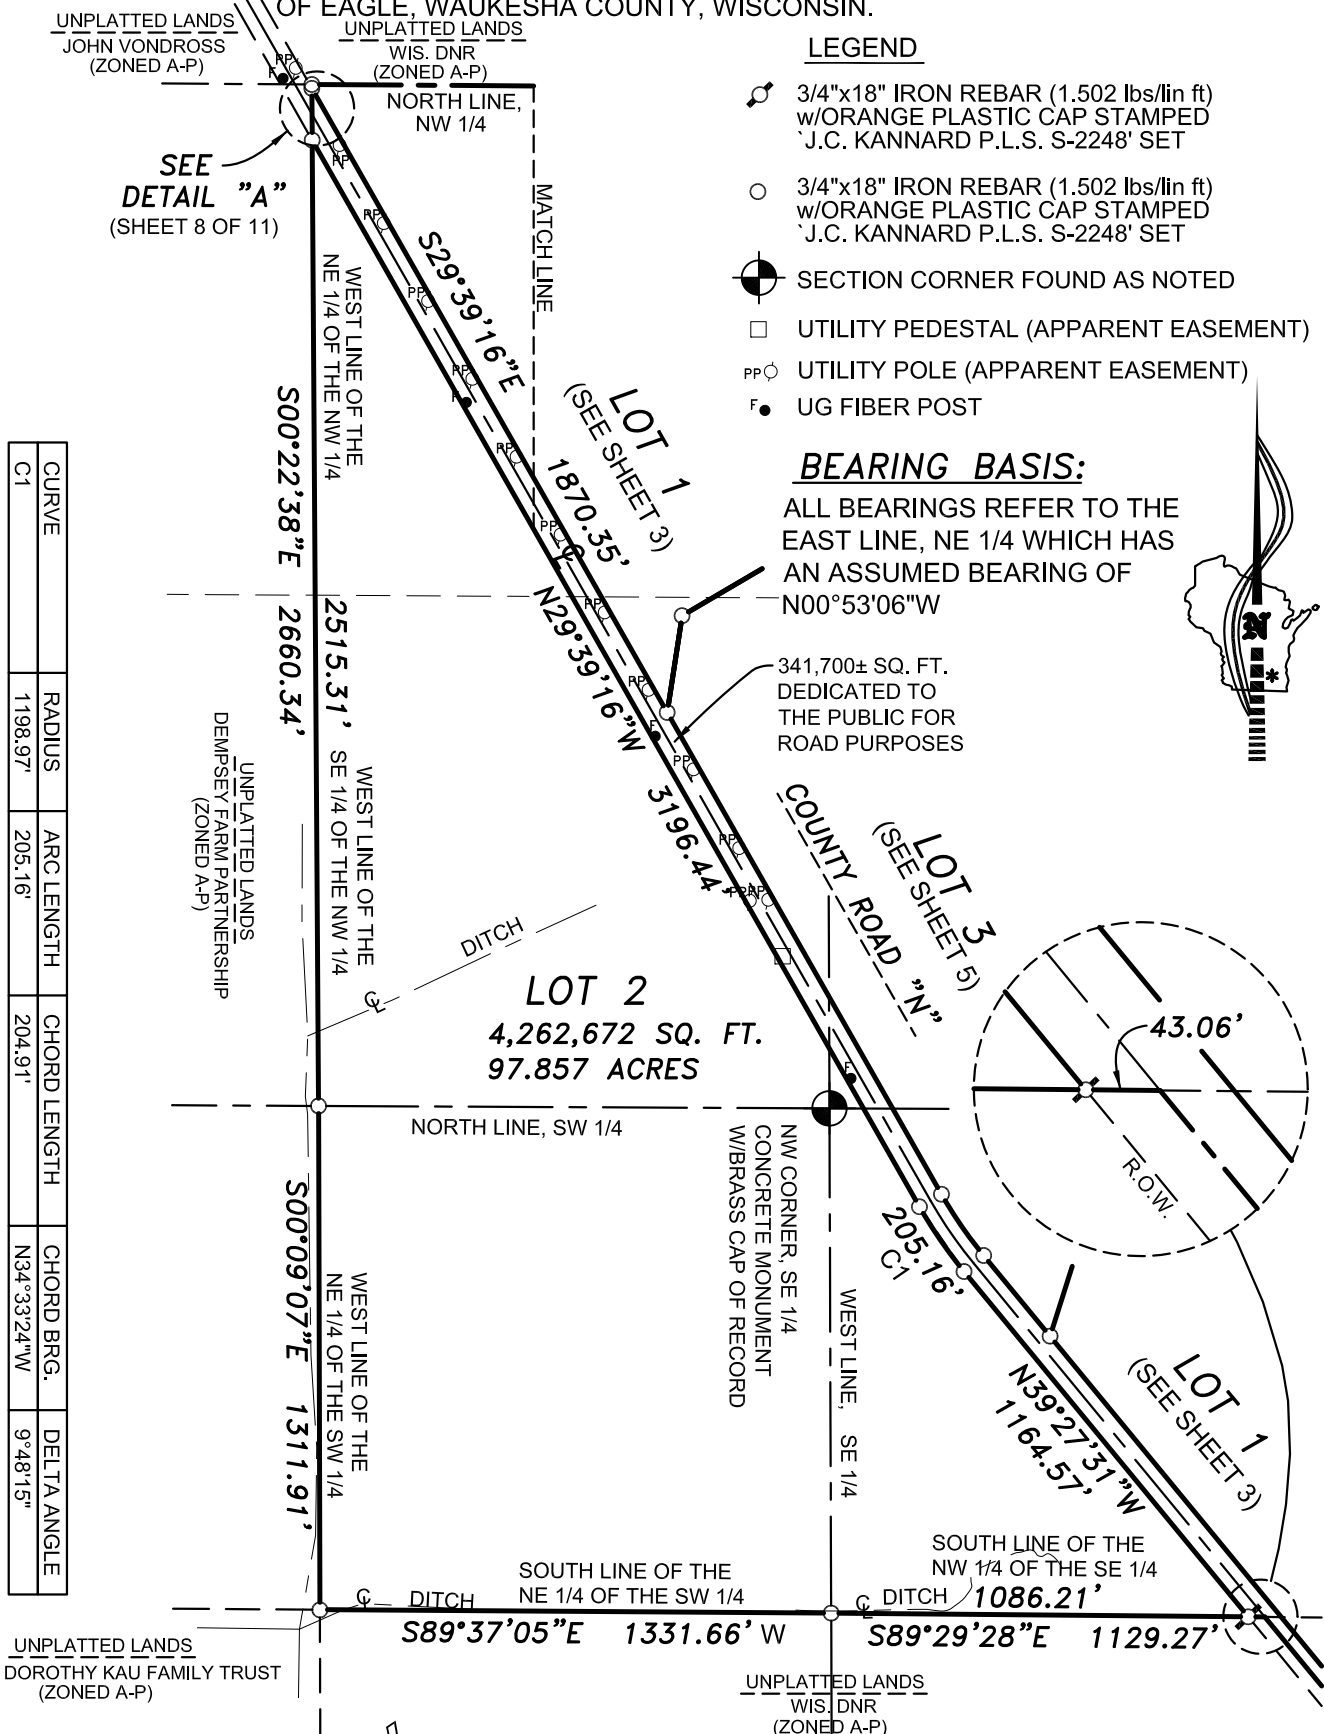 OF EAGLE, WAUKESHA COUNTY, WISCONSIN.
UNPLATTED LANDS
JOHN VONDROSS
(ZONED A-P)
UNPLATTED LANDS
WIS. DNR
(ZONED A-P)
NORTH LINE,
NW 1/4
PP
F
SEE
DETAIL "A"
(SHEET 8 OF 11)
MATCH LINE
LEGEND
3/4"x18" IRON REBAR (1.502 lbs/lin ft)
w/ORANGE PLASTIC CAP STAMPED
`J.C. KANNARD P.L.S. S-2248' SET
3/4"x18" IRON REBAR (1.502 lbs/lin ft)
w/ORANGE PLASTIC CAP STAMPED
`J.C. KANNARD P.L.S. S-2248' SET
SECTION CORNER FOUND AS NOTED
UTILITY PEDESTAL (APPARENT EASEMENT)
PP UTILITY POLE (APPARENT EASEMENT)
F UG FIBER POST
BEARING BASIS:
ALL BEARINGS REFER TO THE
EAST LINE, NE 1/4 WHICH HAS
AN ASSUMED BEARING OF
N00°53'06"W
N
*
341,700± SQ. FT.
DEDICATED TO
THE PUBLIC FOR
ROAD PURPOSES
PP
PP
PP
PP
F
PP
PP
PP
PP
F
PP
PP
PP
PP
F
S29°39'16"E
1870.35'
LOT 1
(SEE SHEET 3)
WEST LINE OF THE
NE 1/4 OF THE NW 1/4
S00°22'38"E 2660.34'
2515.31'
N29°39'16"W
3196.44'
WEST LINE OF THE
SE 1/4 OF THE NW 1/4
UNPLATTED LANDS
DEMPSEY FARM PARTNERSHIP
(ZONED A-P)
COUNTY ROAD "N"
LOT 3
(SEE SHEET 5)
DITCH
LOT 2
4,262,672 SQ. FT.
97.857 ACRES
43.06'
R.O.W.
NORTH LINE, SW 1/4
NW CORNER, SE 1/4
CONCRETE MONUMENT
W/BRASS CAP OF RECORD
205.16'
C1
WEST LINE, SE 1/4
S00°09'07"E 1311.91'
WEST LINE OF THE
NE 1/4 OF THE SW 1/4
N39°27'31"W
1164.57'
LOT 1
(SEE SHEET 3)
SOUTH LINE OF THE
NE 1/4 OF THE SW 1/4
SOUTH LINE OF THE
NW 1/4 OF THE SE 1/4
DITCH
DITCH 1086.21'
S89°37'05"E 1331.66' W
S89°29'28"E 1129.27'
UNPLATTED LANDS
DOROTHY KAU FAMILY TRUST
(ZONED A-P)
UNPLATTED LANDS
WIS. DNR
(ZONED A-P)
CURVE RADIUS ARC LENGTH CHORD LENGTH CHORD BRG. DELTA ANGLE
C1 1198.97' 205.16' 204.91' N34°33'24"W 9°48'15"